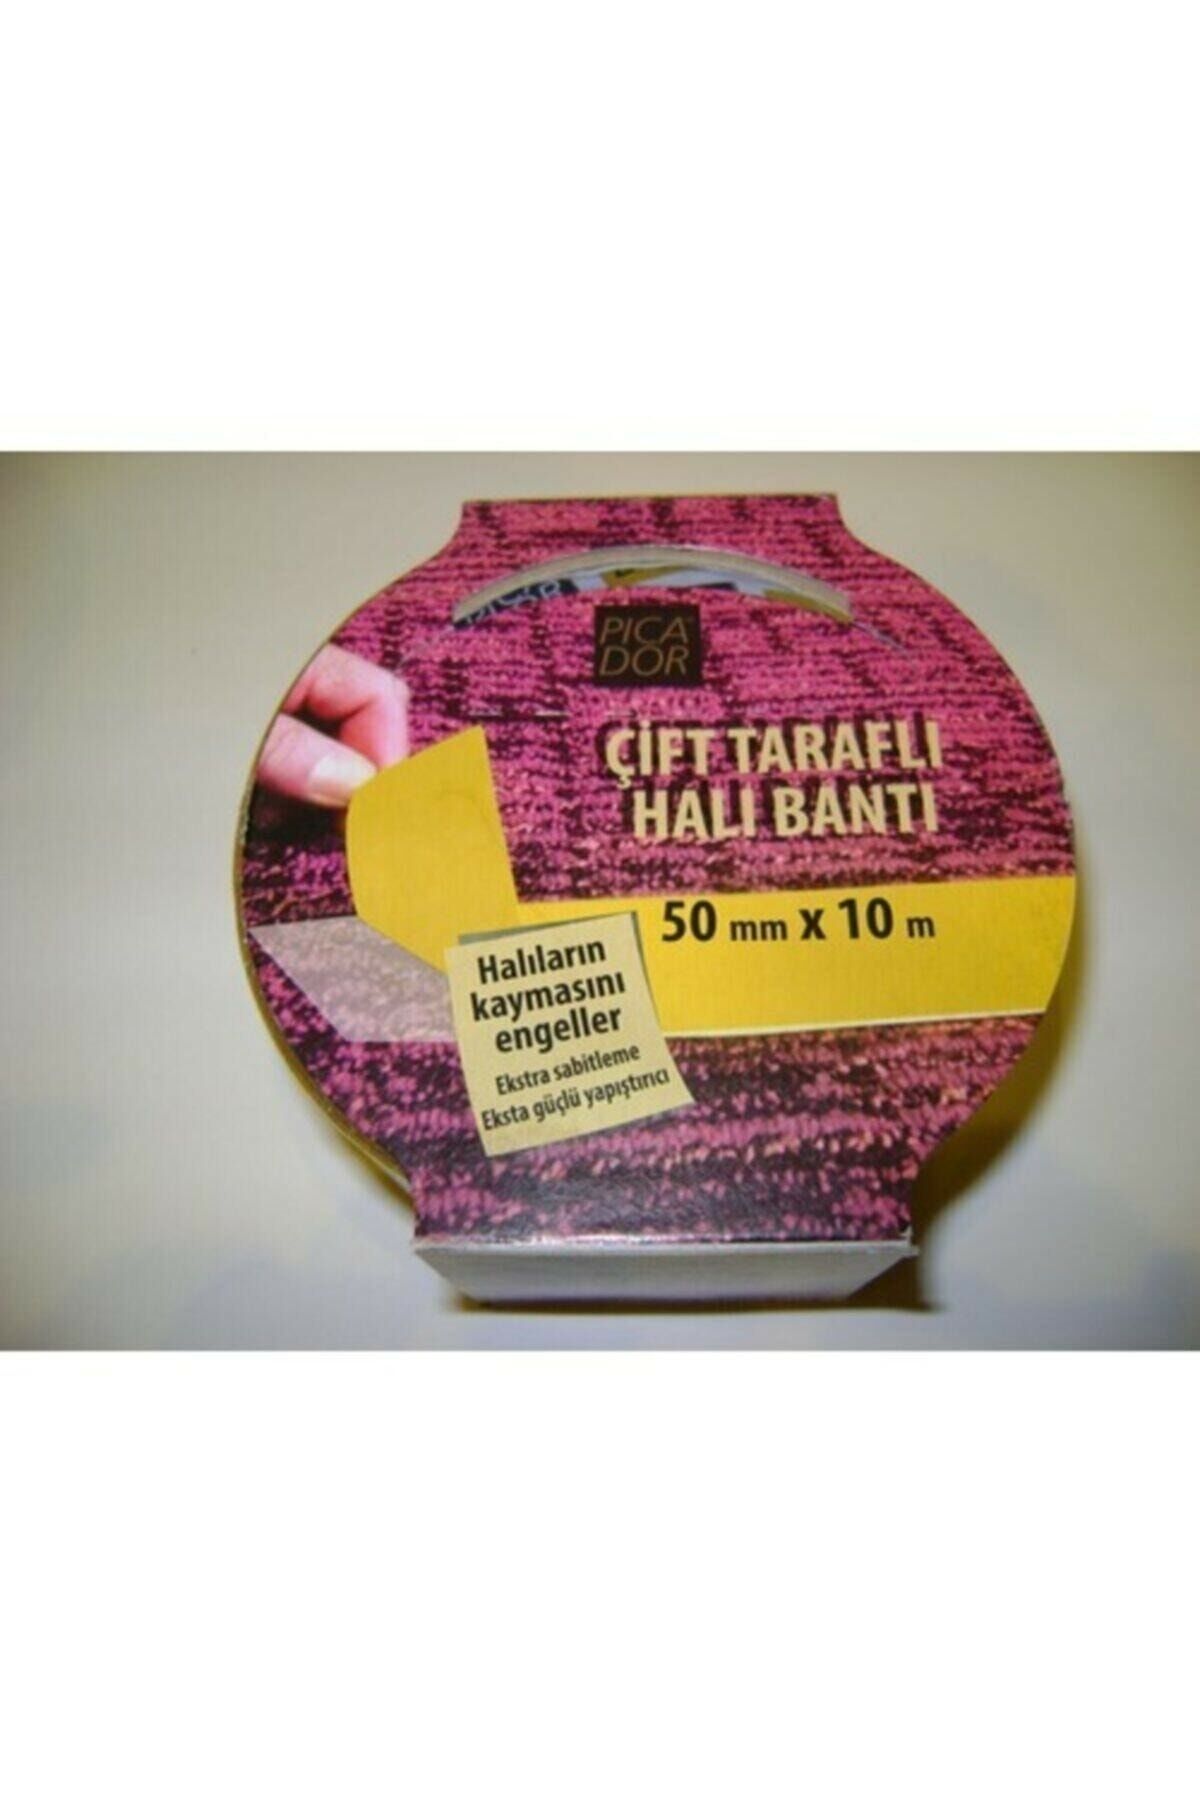 PICA
DOR
ÇİFT TARAFLI
HALI BANTI
50 mm x 10 m
Halıların
kaymasını
engeller
Ekstra sabitleme
Eksta güçlü yapıştırıcı